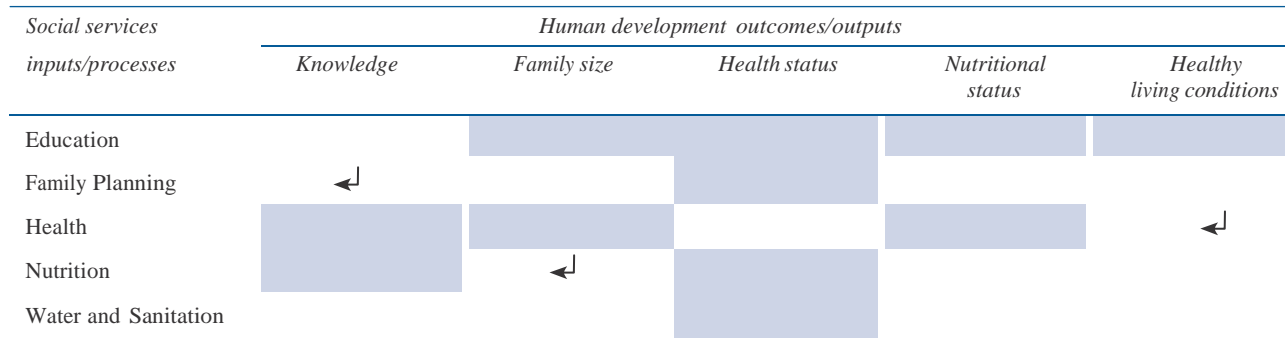 Social services Human development outcomes/outputs
inputs/processes Knowledge Family size Health status Nutritional status Healthy living conditions
Education
Family Planning
Health
Nutrition
Water and Sanitation